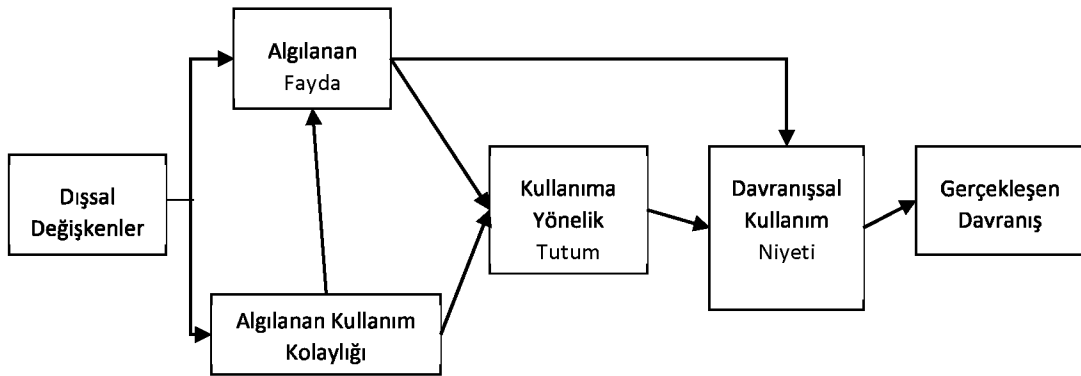 Algılanan
Fayda
Dışsal
Değişkenler
Algılanan Kullanım
Kolaylığı
Kullanıma
Yönelik
Tutum
Davranışsal
Kullanım
Niyeti
Gerçekleşen
Davranış